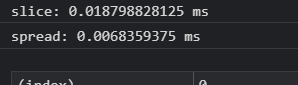 slice: 0.018798828125 ms
spread: 0.0068359375 ms
(index) 0